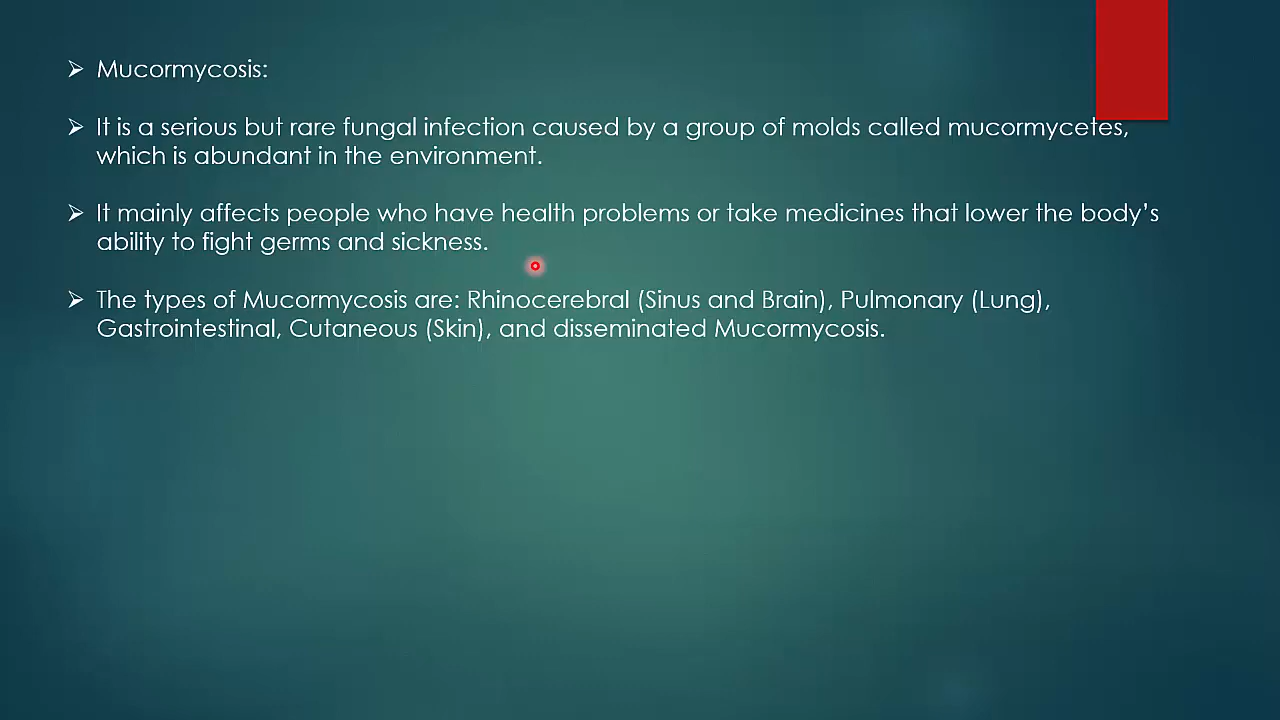 ➢ Mucormycosis:
➢ It is a serious but rare fungal infection caused by a group of molds called mucormycetes,
which is abundant in the environment.
➢ It mainly affects people who have health problems or take medicines that lower the body’s
ability to fight germs and sickness.
➢ The types of Mucormycosis are: Rhinocerebral (Sinus and Brain), Pulmonary (Lung),
Gastrointestinal, Cutaneous (Skin), and disseminated Mucormycosis.